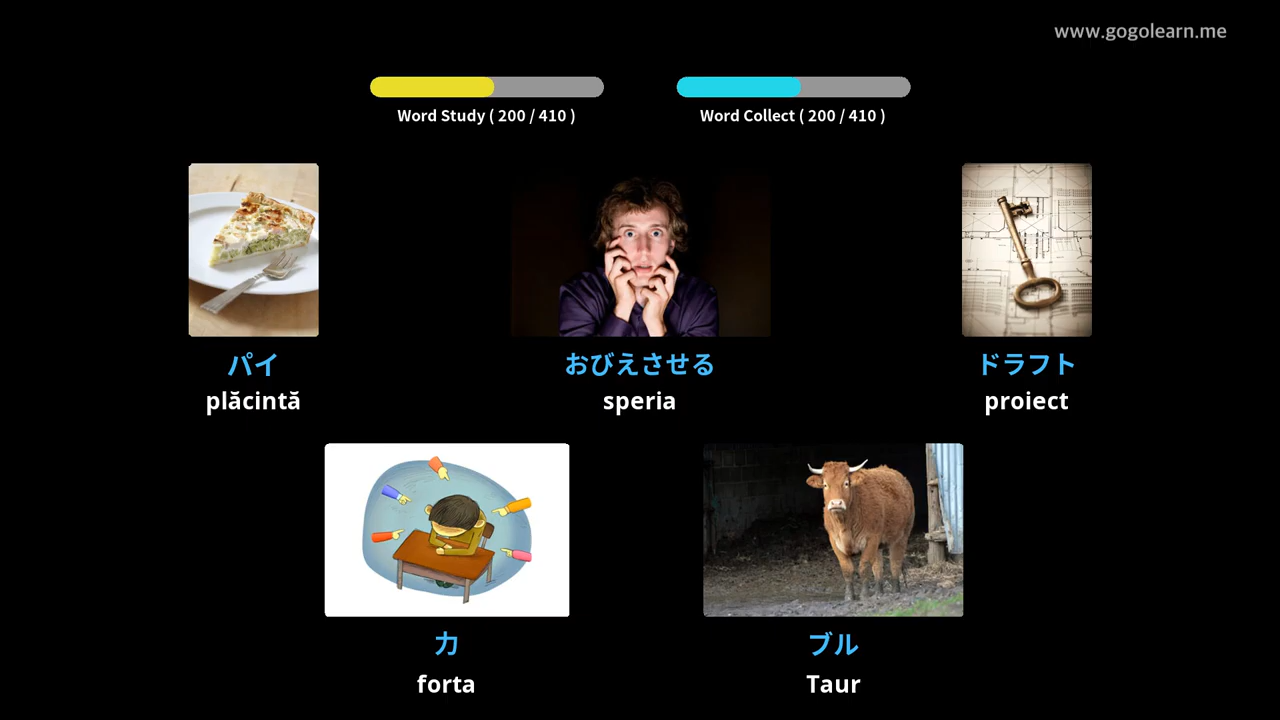 www.gogolearn.me
Word Study ( 200 / 410 )
Word Collect ( 200 / 410 )
パイ
plăcintă
おびえさせる
speria
ドラフト
proiect
力
forta
ブル
Taur